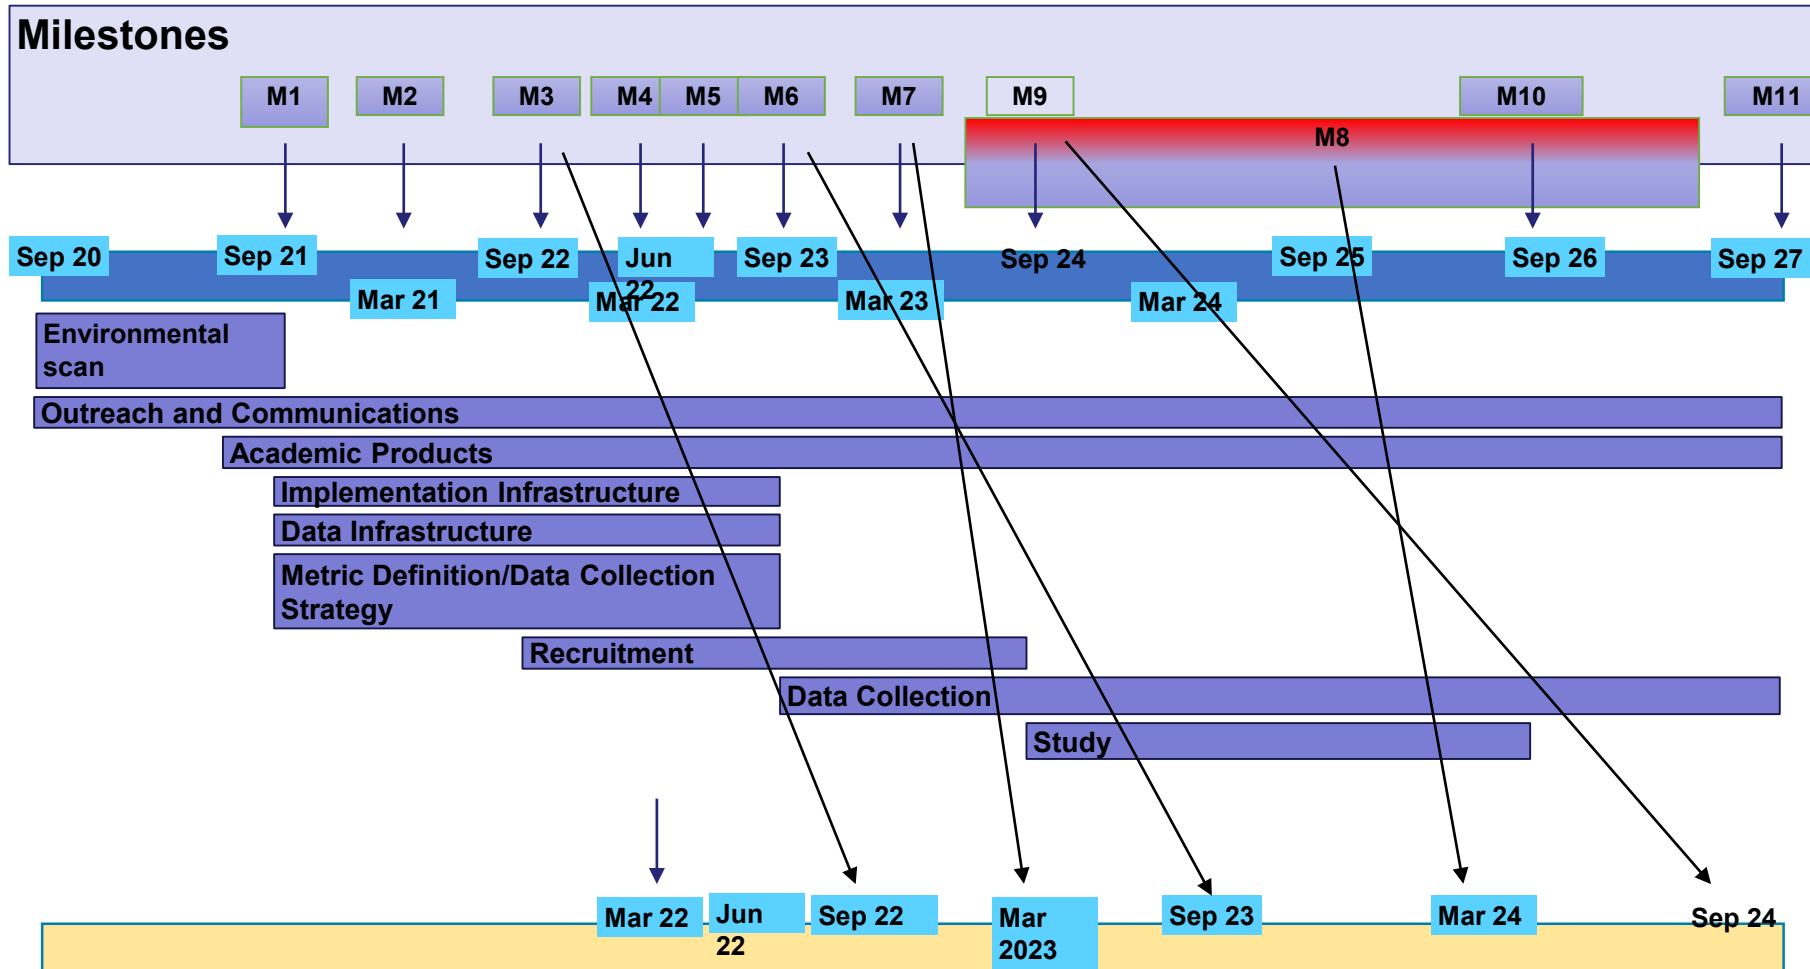 Milestones
M1
M2
M3
M4
M5
M6
M7
M9
M10
M11
M8
Sep 20
Sep 21
Sep 22
Jun
22
Sep 23
Sep 24
Sep 25
Sep 26
Sep 27
Mar 21
Mar 22
Mar 23
Mar 24
Environmental
scan
Outreach and Communications
Academic Products
Implementation Infrastructure
Data Infrastructure
Metric Definition/Data Collection
Strategy
Recruitment
Data Collection
Study
Mar 22
Jun
22
Sep 22
Mar
2023
Sep 23
Mar 24
Sep 24